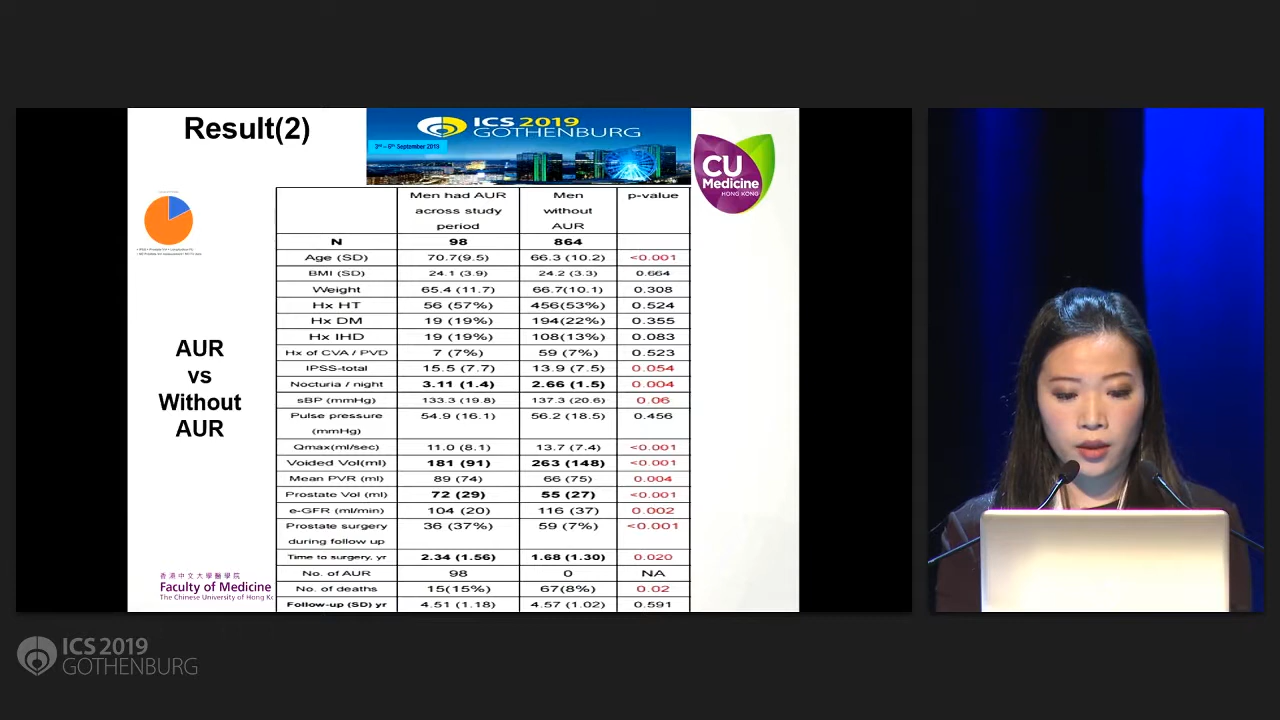 Result(2)
ICS 2019
GOTHENBURG
3rd – 6th September 2019
CU
Medicine
HONG KONG
Men had AUR across study period | Men without AUR | p-value
N | 98 | 864
Age (SD) | 70.7(9.5) | 66.3 (10.2) | <0.001
BMI (SD) | 24.1 (3.9) | 24.2 (3.3) | 0.664
Weight | 65.4 (11.7) | 66.7(10.1) | 0.308
Hx HT | 56 (57%) | 456(53%) | 0.524
Hx DM | 19 (19%) | 194(22%) | 0.355
Hx IHD | 19 (19%) | 108(13%) | 0.083
Hx of CVA / PVD | 7 (7%) | 59 (7%) | 0.523
IPSS-total | 15.5 (7.7) | 13.9 (7.5) | 0.054
Nocturia / night | 3.11 (1.4) | 2.66 (1.5) | 0.004
sBP (mmHg) | 133.3 (19.8) | 137.3 (20.6) | 0.06
Pulse pressure (mmHg) | 54.9 (16.1) | 56.2 (18.5) | 0.456
Qmax(ml/sec) | 11.0 (8.1) | 13.7 (7.4) | <0.001
Voided Vol(ml) | 181 (91) | 263 (148) | <0.001
Mean PVR (ml) | 89 (74) | 66 (75) | 0.004
Prostate Vol (ml) | 72 (29) | 55 (27) | <0.001
e-GFR (ml/min) | 104 (20) | 116 (37) | 0.002
Prostate surgery during follow up | 36 (37%) | 59 (7%) | <0.001
Time to surgery, yr | 2.34 (1.56) | 1.68 (1.30) | 0.020
No. of AUR | 98 | 0 | NA
No. of deaths | 15(15%) | 67(8%) | 0.02
Follow-up (SD) yr | 4.51 (1.18) | 4.57 (1.02) | 0.591
AUR
vs
Without
AUR
香港中文大學醫學院
Faculty of Medicine
The Chinese University of Hong
ICS 2019
GOTHENBURG